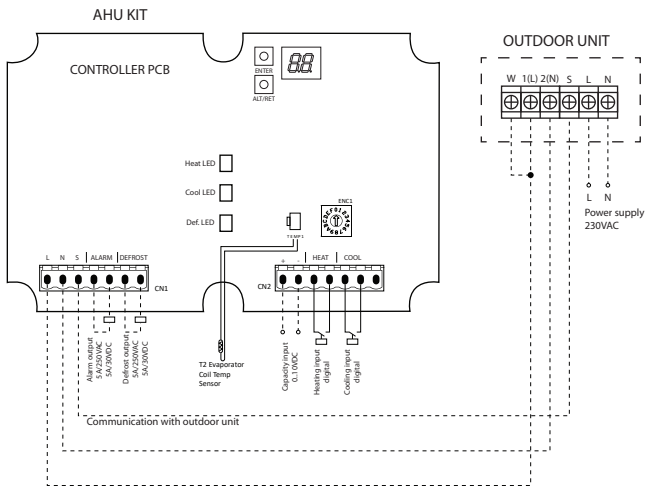 AHU KIT
OUTDOOR UNIT
CONTROLLER PCB
ENTER
88
ALT/RET
W 1(L) 2(N) S L N
Heat LED
Cool LED
Def. LED
ENC1
TEMP1
L N
Power supply
230VAC
L N S ALARM DEFROST
CN1
+ - HEAT COOL
CN2
Alarm output
5A/250VAC
5A/30VDC
Defrost output
5A/250VAC
5A/30VDC
T2 Evaporator
Coil Temp
Sensor
Capacity input
0..10VDC
Heating input
digital
Cooling input
digital
Communication with outdoor unit